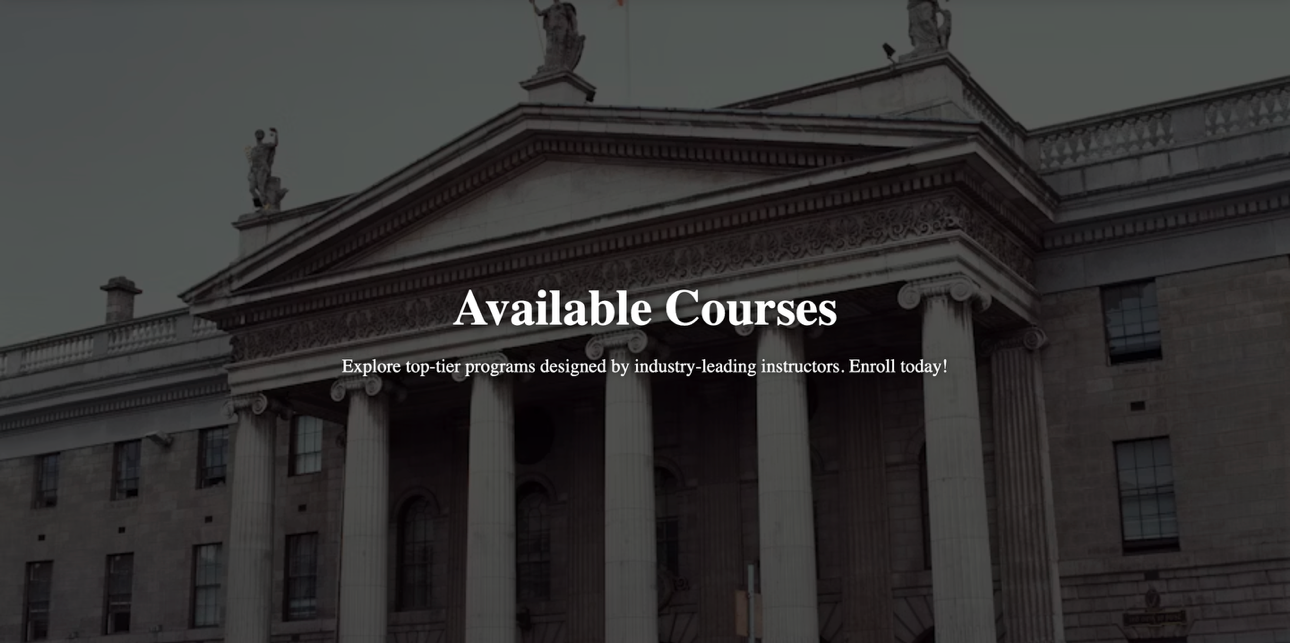 Available Courses
Explore top-tier programs designed by industry-leading instructors. Enroll today!